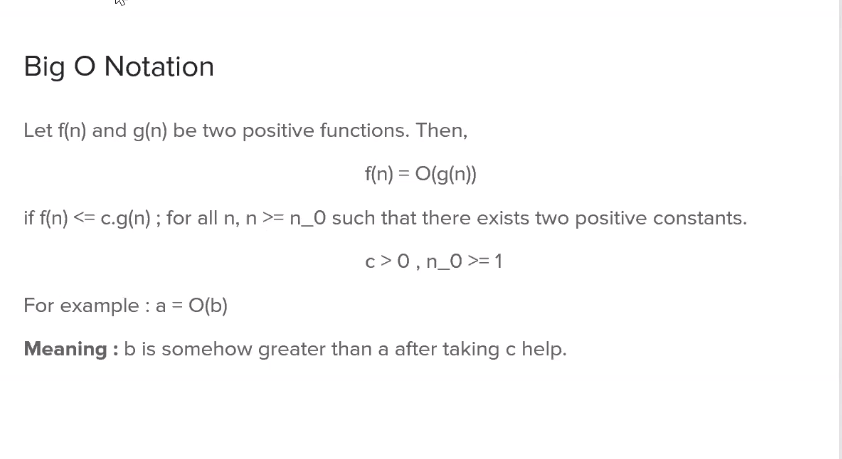 Big O Notation
Let f(n) and g(n) be two positive functions. Then,
f(n) = O(g(n))
if f(n) <= c.g(n) ; for all n, n >= n_0 such that there exists two positive constants.
c > 0 , n_0 >= 1
For example : a = O(b)
Meaning : b is somehow greater than a after taking c help.